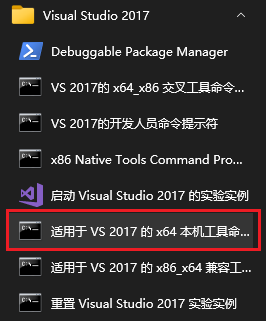 Visual Studio 2017
Debuggable Package Manager
VS 2017的 x64_x86 交叉工具命令...
VS 2017的开发人员命令提示符
x86 Native Tools Command Pro...
启动 Visual Studio 2017 的实验实例
适用于 VS 2017 的 x64 本机工具命...
适用于 VS 2017 的 x86_x64 兼容工...
重置 Visual Studio 2017 实验实例